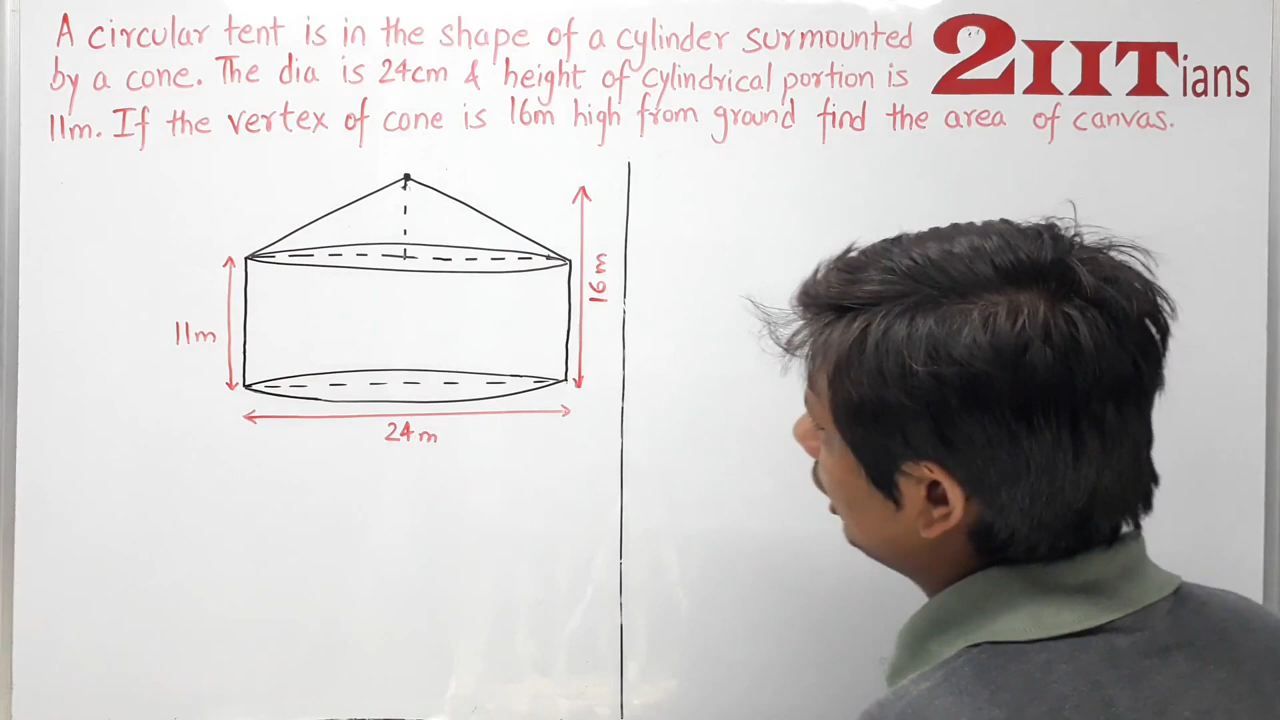 A circular tent is in the shape of a cylinder surmounted
by a cone. The dia is 24cm & height of cylindrical portion is
11m. If the vertex of cone is 16m high from ground find the area of canvas.
2IITians
11m
16m
24m